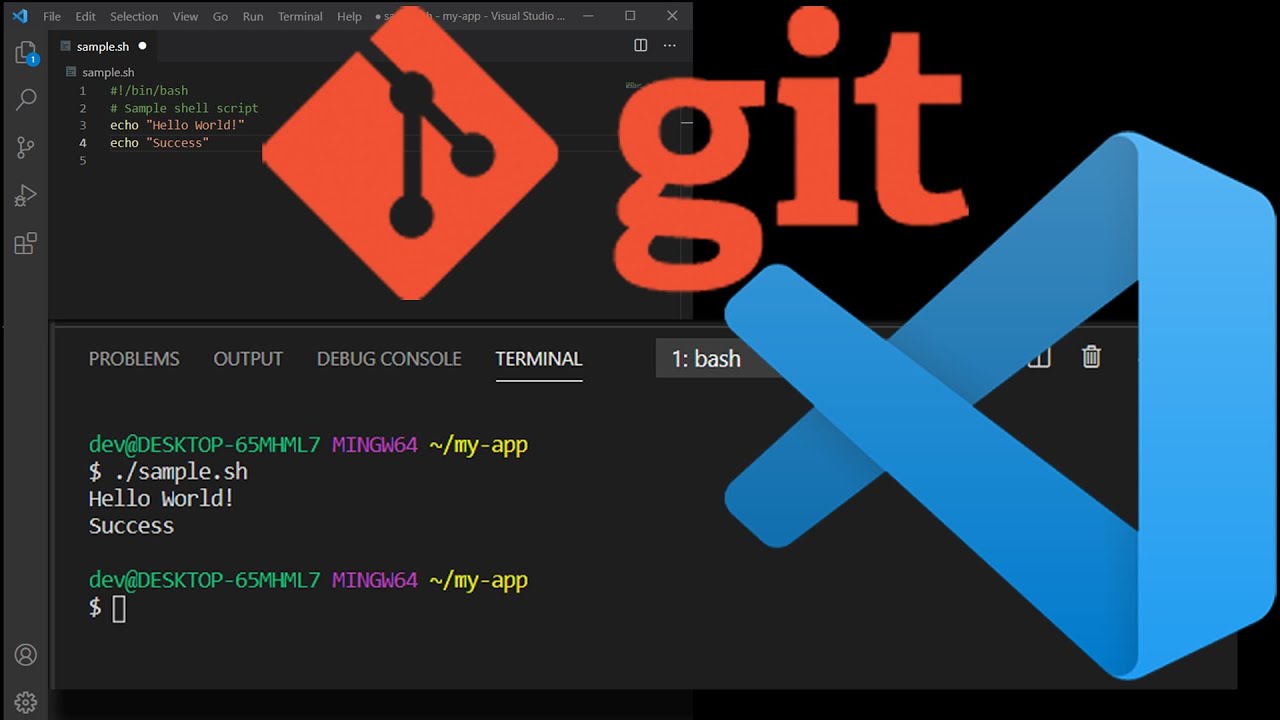 File Edit Selection View Go Run Terminal Help ● sa .sh - my-app - Visual Studio ...
sample.sh ●
sample.sh
1 #!/bin/bash
2 # Sample shell script
3 echo "Hello World!"
4 echo "Success"
5
git
1
PROBLEMS OUTPUT DEBUG CONSOLE TERMINAL 1: bash
dev@DESKTOP-65MHML7 MINGW64 ~/my-app
$ ./sample.sh
Hello World!
Success
dev@DESKTOP-65MHML7 MINGW64 ~/my-app
$